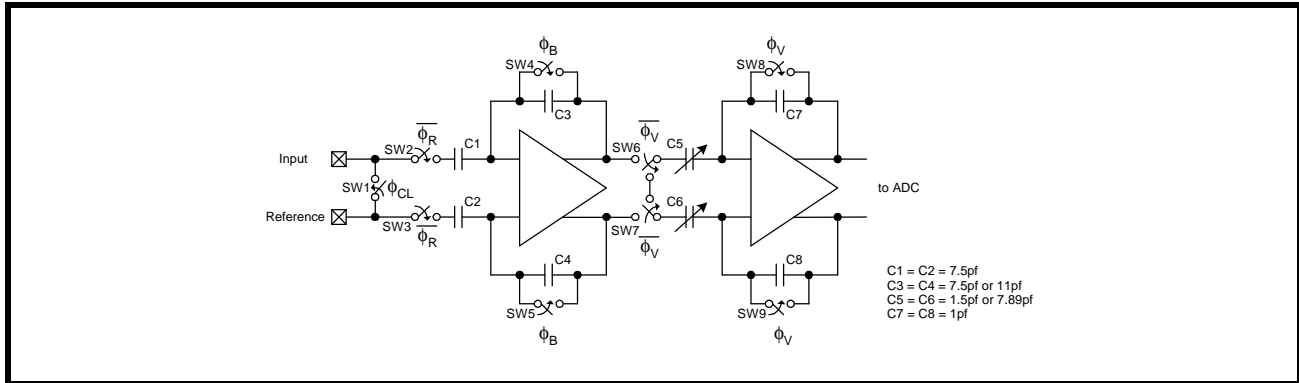 ϕB
SW4
C3
ϕV
SW8
C7
Input
SW2
ϕR
C1
SW6
ϕV
C5
SW1
ϕCL
to ADC
Reference
SW3
ϕR
C2
SW7
ϕV
C6
C4
SW5
ϕB
C8
SW9
ϕV
C1 = C2 = 7.5pf
C3 = C4 = 7.5pf or 11pf
C5 = C6 = 1.5pf or 7.89pf
C7 = C8 = 1pf